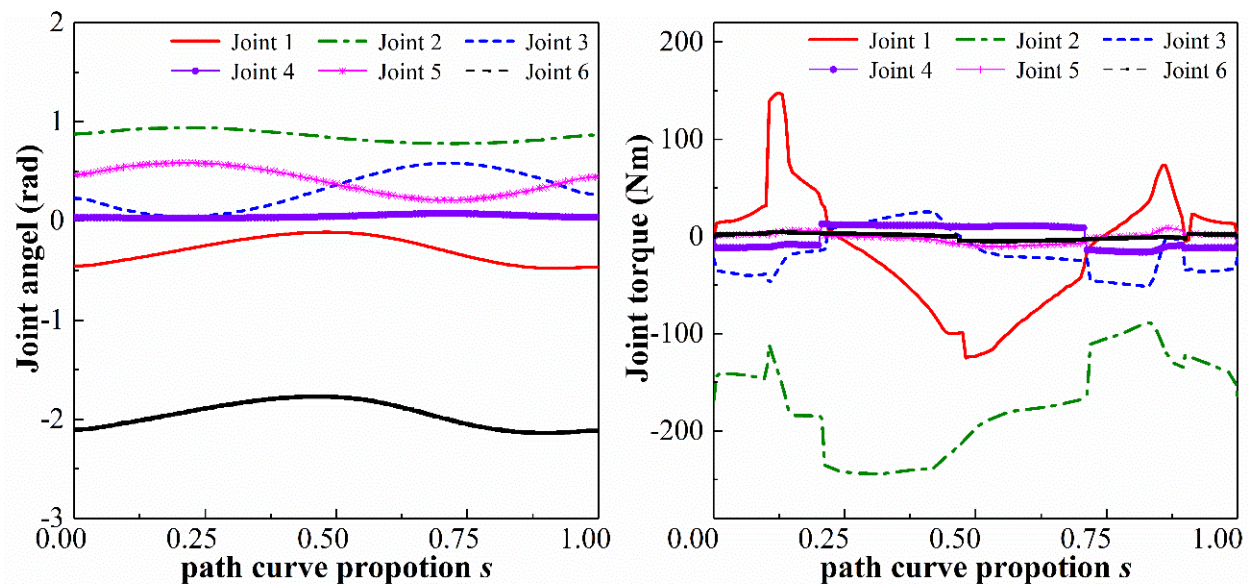 Joint angel (rad)
2
1
0
-1
-2
-3
Joint 1 Joint 2 Joint 3
Joint 4 Joint 5 Joint 6
0.00 0.25 0.50 0.75 1.00
path curve propotion s
Joint torque (Nm)
200
100
0
-100
-200
Joint 1 Joint 2 Joint 3
Joint 4 Joint 5 Joint 6
0.00 0.25 0.50 0.75 1.00
path curve propotion s